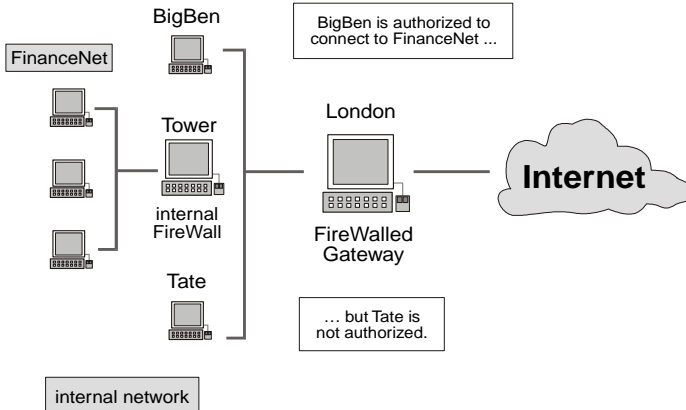 BigBen
BigBen is authorized to
connect to FinanceNet ...
FinanceNet
Tower
London
Internet
internal
FireWall
FireWalled
Gateway
Tate
… but Tate is
not authorized.
internal network